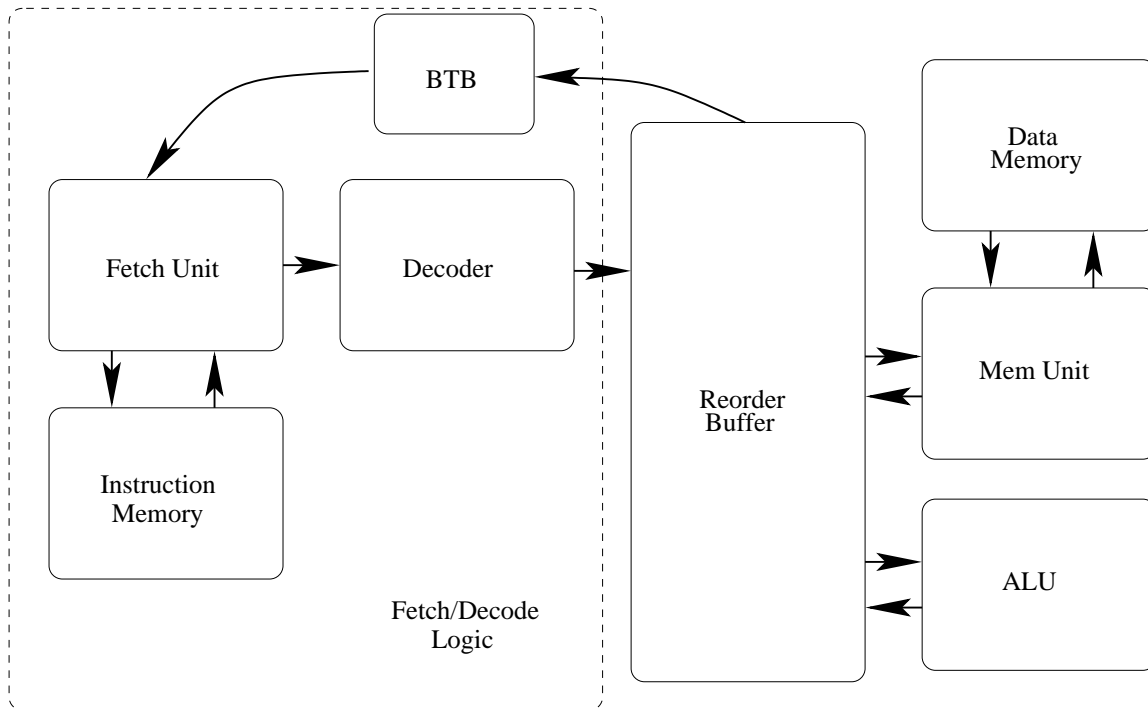 BTB
Data
Memory
Fetch Unit
Decoder
Mem Unit
Reorder
Buffer
Instruction
Memory
ALU
Fetch/Decode
Logic